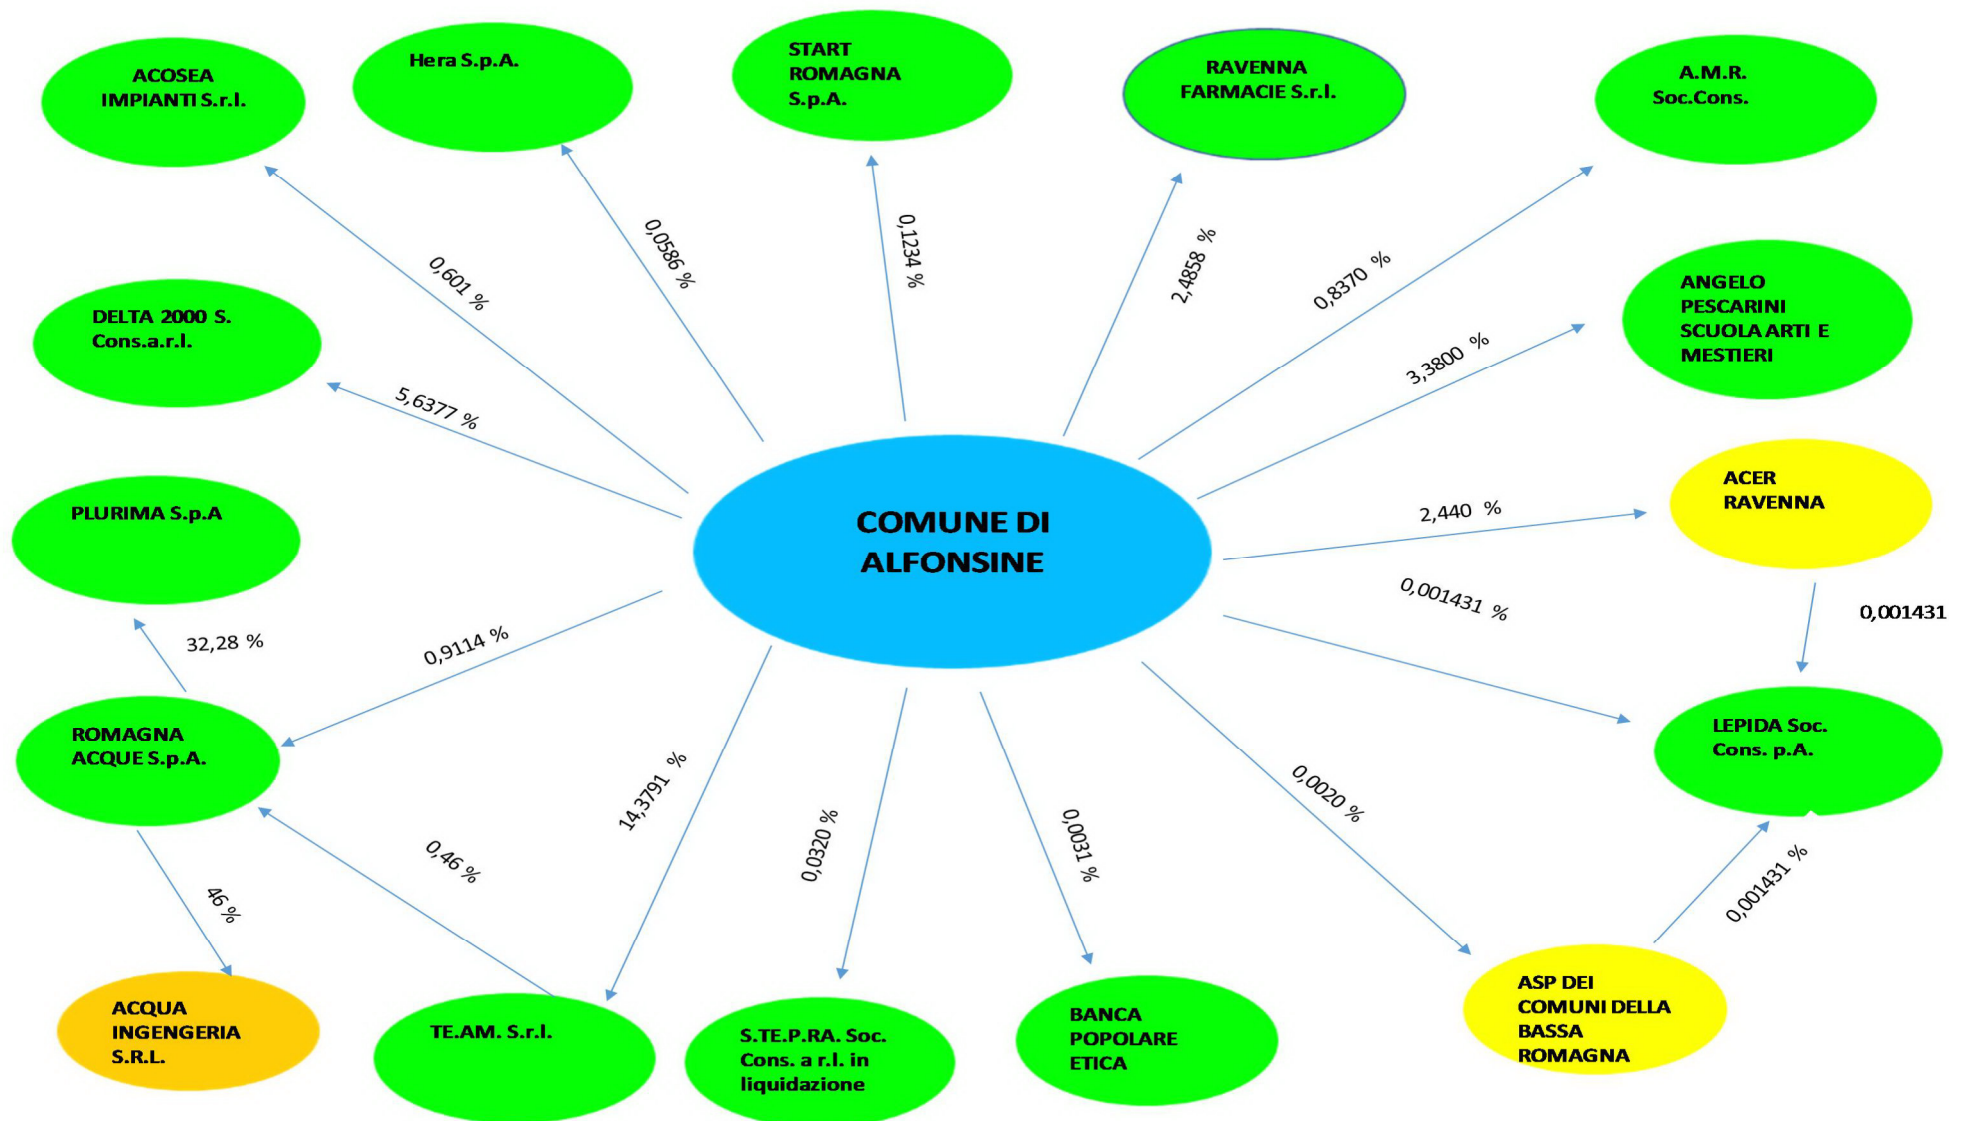 ACOSEA
IMPIANTI S.r.l.
Hera S.p.A.
START
ROMAGNA
S.p.A.
RAVENNA
FARMACIE S.r.l.
A.M.R.
Soc.Cons.
0,601 %
0,0586 %
0,1234 %
2,4858 %
0,8370 %
DELTA 2000 S.
Cons.a.r.l.
5,6377 %
3,3800 %
ANGELO
PESCARINI
SCUOLA ARTI E
MESTIERI
PLURIMA S.p.A
COMUNE DI
ALFONSINE
2,440 %
ACER
RAVENNA
32,28 %
0,9114 %
0,001431 %
0,001431
ROMAGNA
ACQUE S.p.A.
LEPIDA Soc.
Cons. p.A.
46 %
0,46 %
14,3791 %
0,0320 %
0,0031 %
0,0020 %
0,001431 %
ACQUA
INGENGERIA
S.R.L.
TE.AM. S.r.l.
S.TE.P.RA. Soc.
Cons. a r.l. in
liquidazione
BANCA
POPOLARE
ETICA
ASP DEI
COMUNI DELLA
BASSA
ROMAGNA